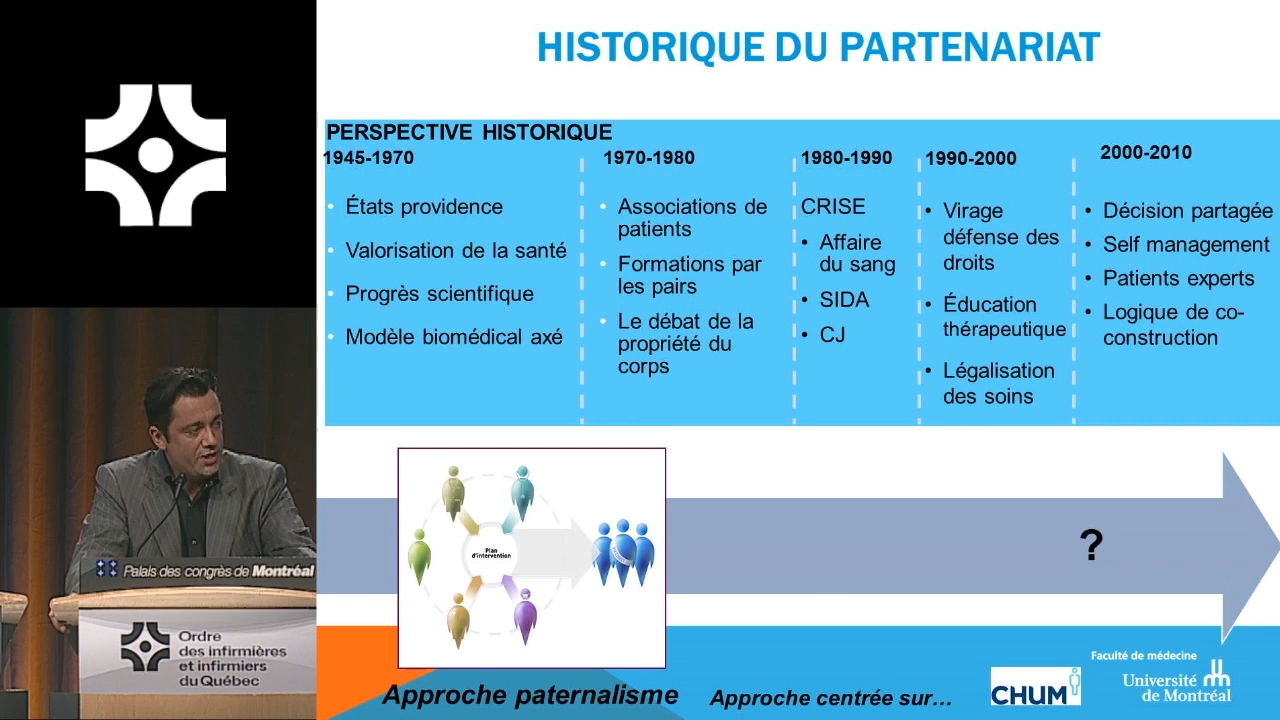 HISTORIQUE DU PARTENARIAT
PERSPECTIVE HISTORIQUE
1945-1970
• États providence
• Valorisation de la santé
• Progrès scientifique
• Modèle biomédical axé
1970-1980
• Associations de
patients
• Formations par
les pairs
• Le débat de la
propriété du
corps
1980-1990
CRISE
• Affaire
du sang
• SIDA
• CJ
1990-2000
• Virage
défense des
droits
• Éducation
thérapeutique
• Légalisation
des soins
2000-2010
• Décision partagée
• Self management
• Patients experts
• Logique de co-
construction
Plan
d'intervention
?
Approche paternalisme
Approche centrée sur…
CHUM
Faculté de médecine
Université
de Montréal
Palais des congrès de Montréal
Ordre
des infirmières
et infirmiers
du Québec